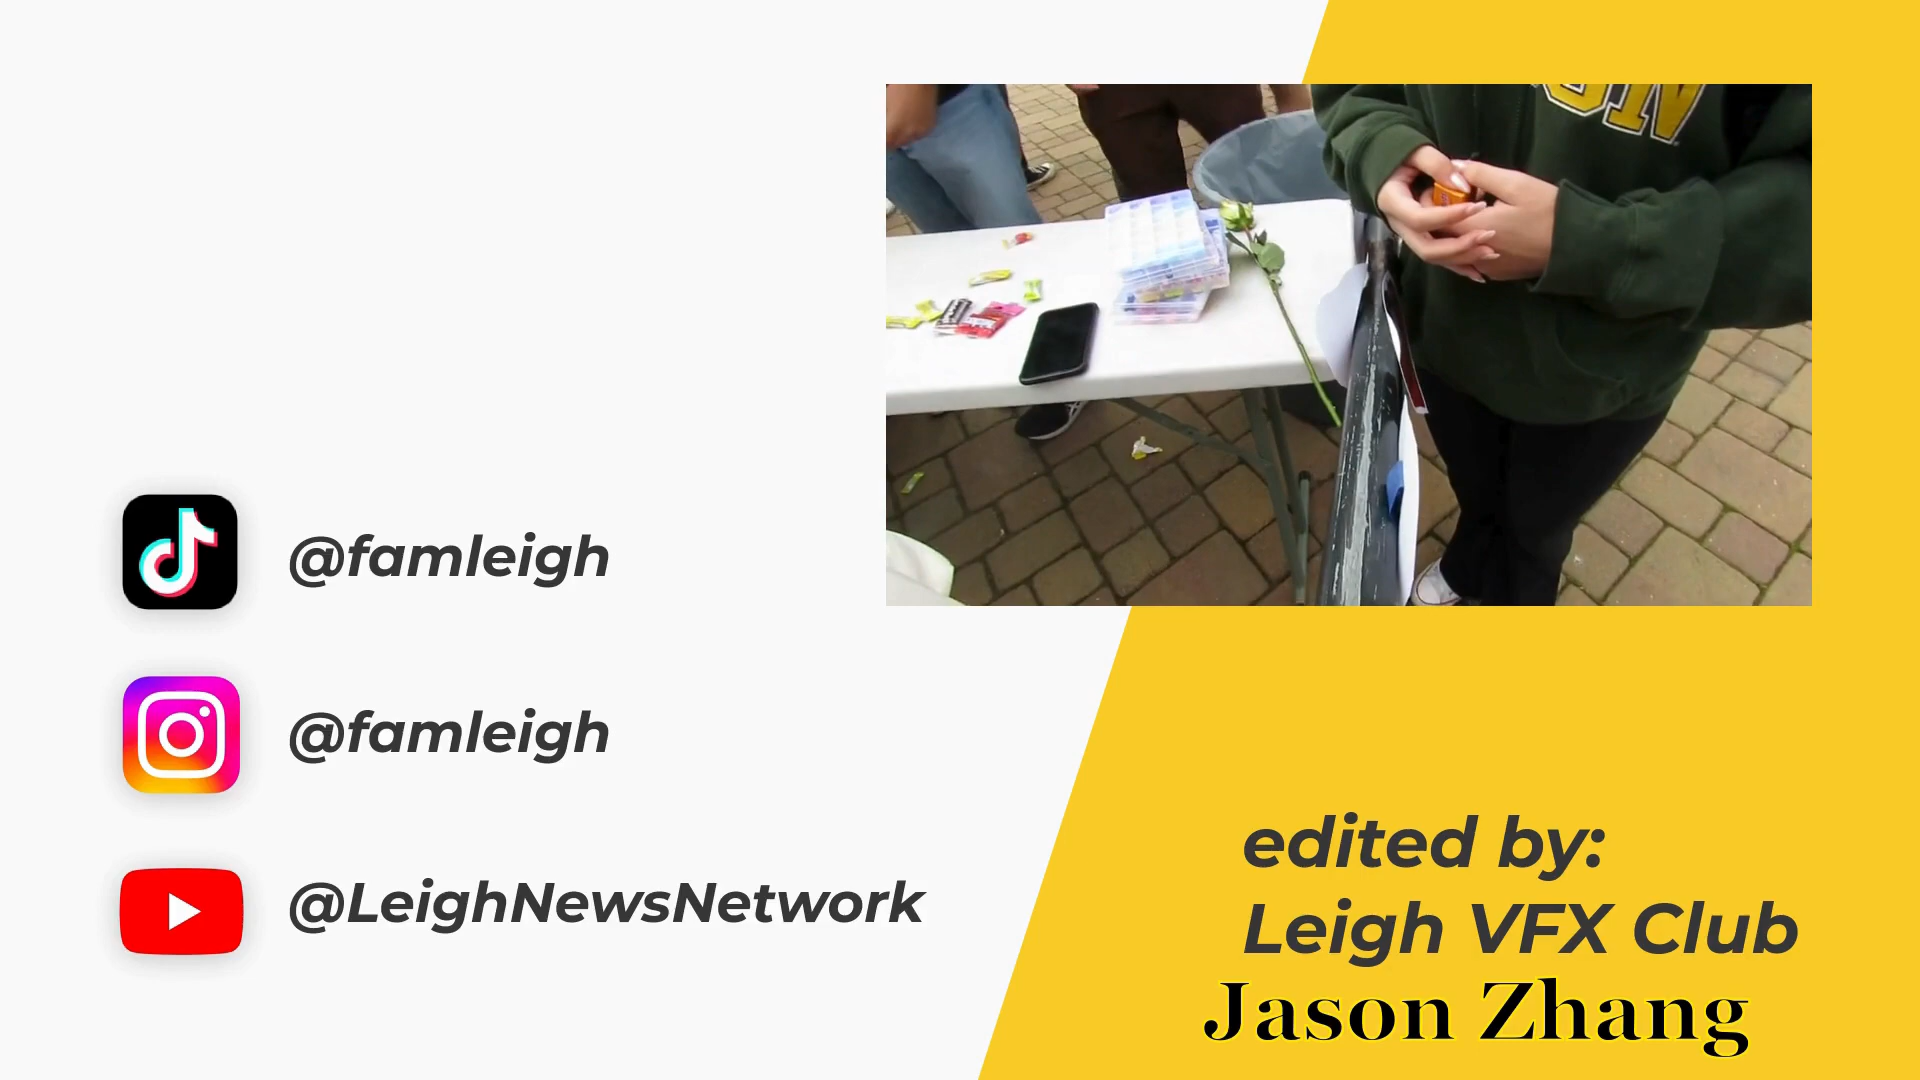 @famleigh
@famleigh
@LeighNewsNetwork
edited by:
Leigh VFX Club
Jason Zhang